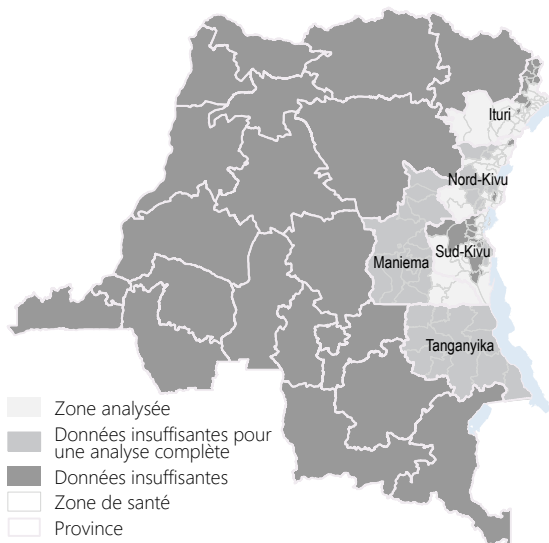 Ituri
Nord-Kivu
Sud-Kivu
Maniema
Tanganyika
Zone analysée
Données insuffisantes pour
une analyse complète
Données insuffisantes
Zone de santé
Province